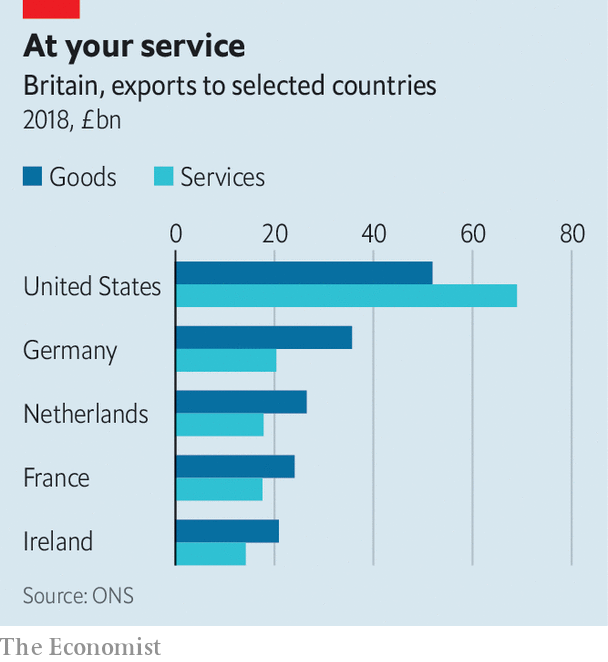 At your service
Britain, exports to selected countries
2018, £bn
Goods Services
0 20 40 60 80
United States
Germany
Netherlands
France
Ireland
Source: ONS
The Economist